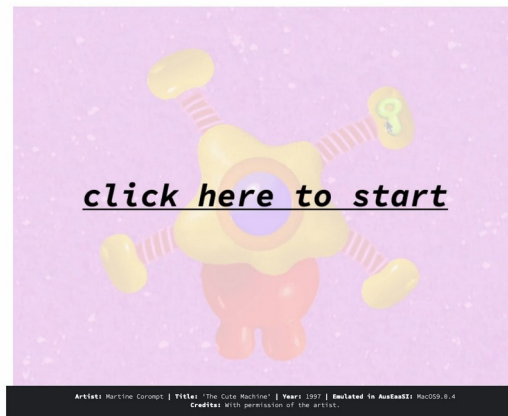 click here to start
Artist: Martine Corompt | Title: 'The Cute Machine' | Year: 1997 | Emulated in AusEaaSI: MacOS9.0.4
Credits: With permission of the artist.